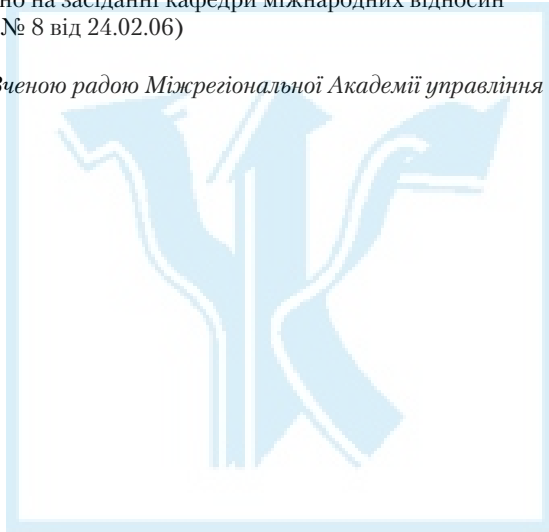 но на засіданні кафедри міжнародних відносин
№ 8 від 24.02.06)
Вченою радою Міжрегіональної Академії управління